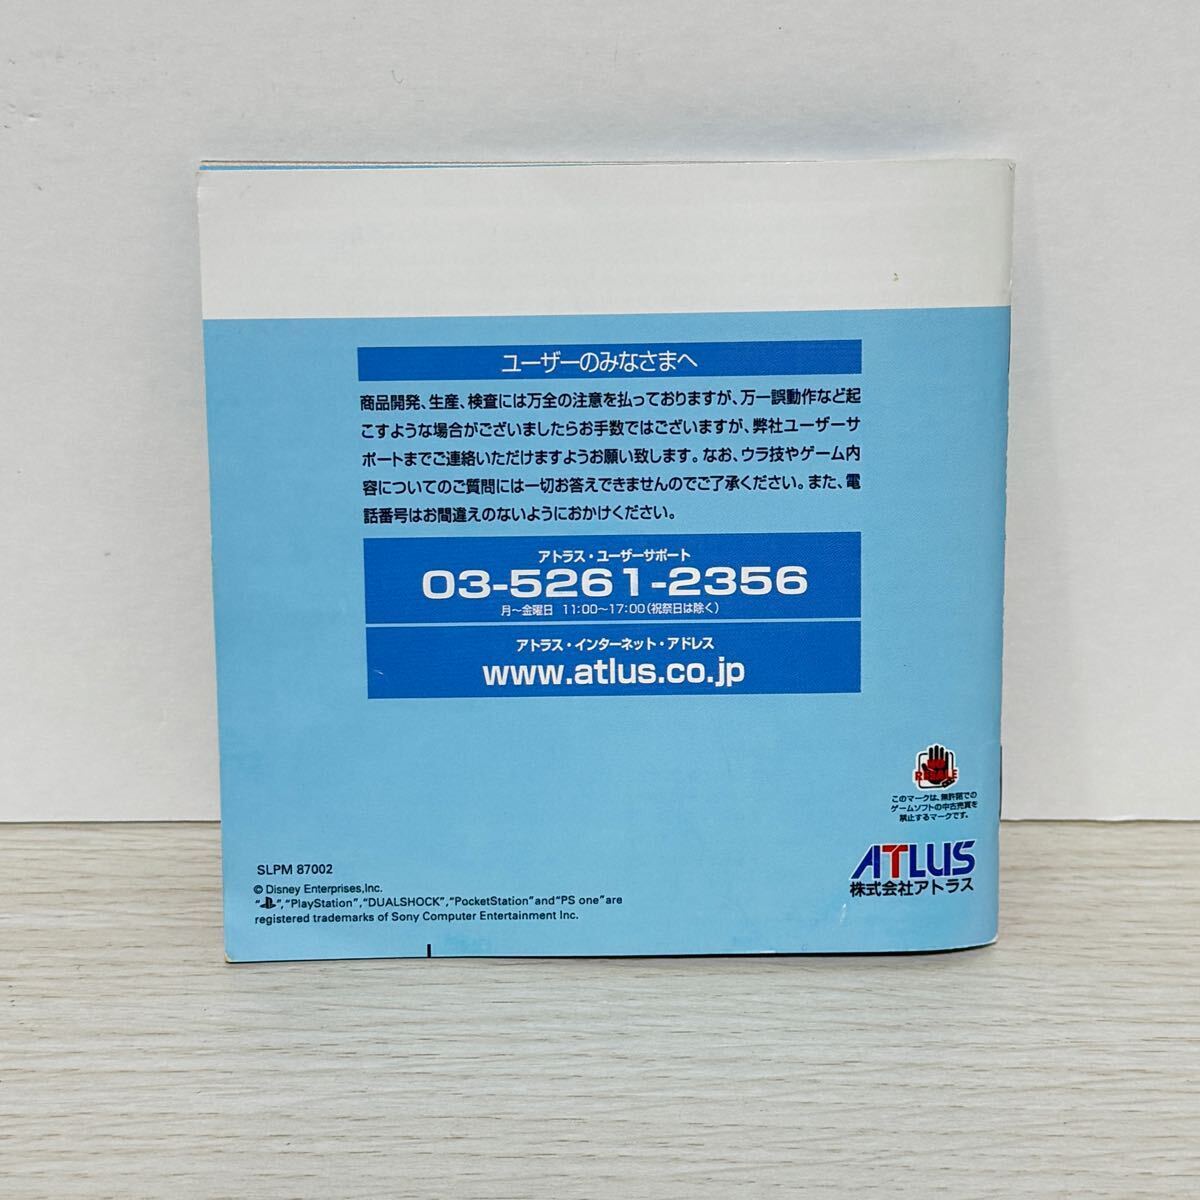 ユーザーのみなさまへ
商品開発、生産、検査には万全の注意を払っておりますが、万一誤動作など起
こすような場合がございましたらお手数ではございますが、弊社ユーザーサ
ポートまでご連絡いただけますようお願い致します。なお、ウラ技やゲーム内
容についてのご質問には一切お答えできませんのでご了承ください。また、電
話番号はお間違えのないようにおかけください。
アトラス・ユーザーサポート
03-5261-2356
月〜金曜日 11:00〜17:00(祝祭日は除く)
アトラス・インターネット・アドレス
www.atlus.co.jp
NO
RESALE
このマークは、無許諾での
ゲームソフトの中古売買を
禁止するマークです。
ATLUS
株式会社アトラス
SLPM 87002
© Disney Enterprises,Inc.
" ","PlayStation","DUALSHOCK","PocketStation"and"PS one"are
registered trademarks of Sony Computer Entertainment Inc.